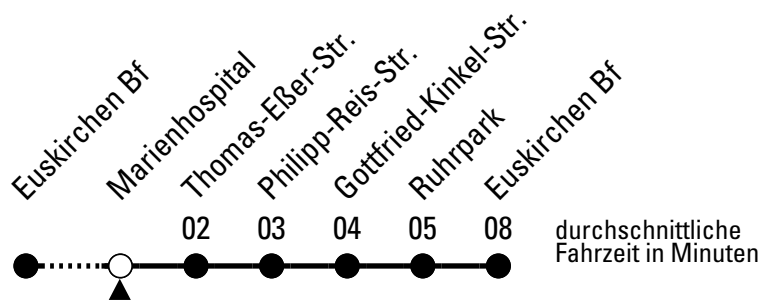 Euskirchen Bf
Marienhospital
Thomas-Eßer-Str.
Philipp-Reis-Str.
Gottfried-Kinkel-Str.
Ruhrpark
Euskirchen Bf
02 03 04 05 08
durchschnittliche
Fahrzeit in Minuten